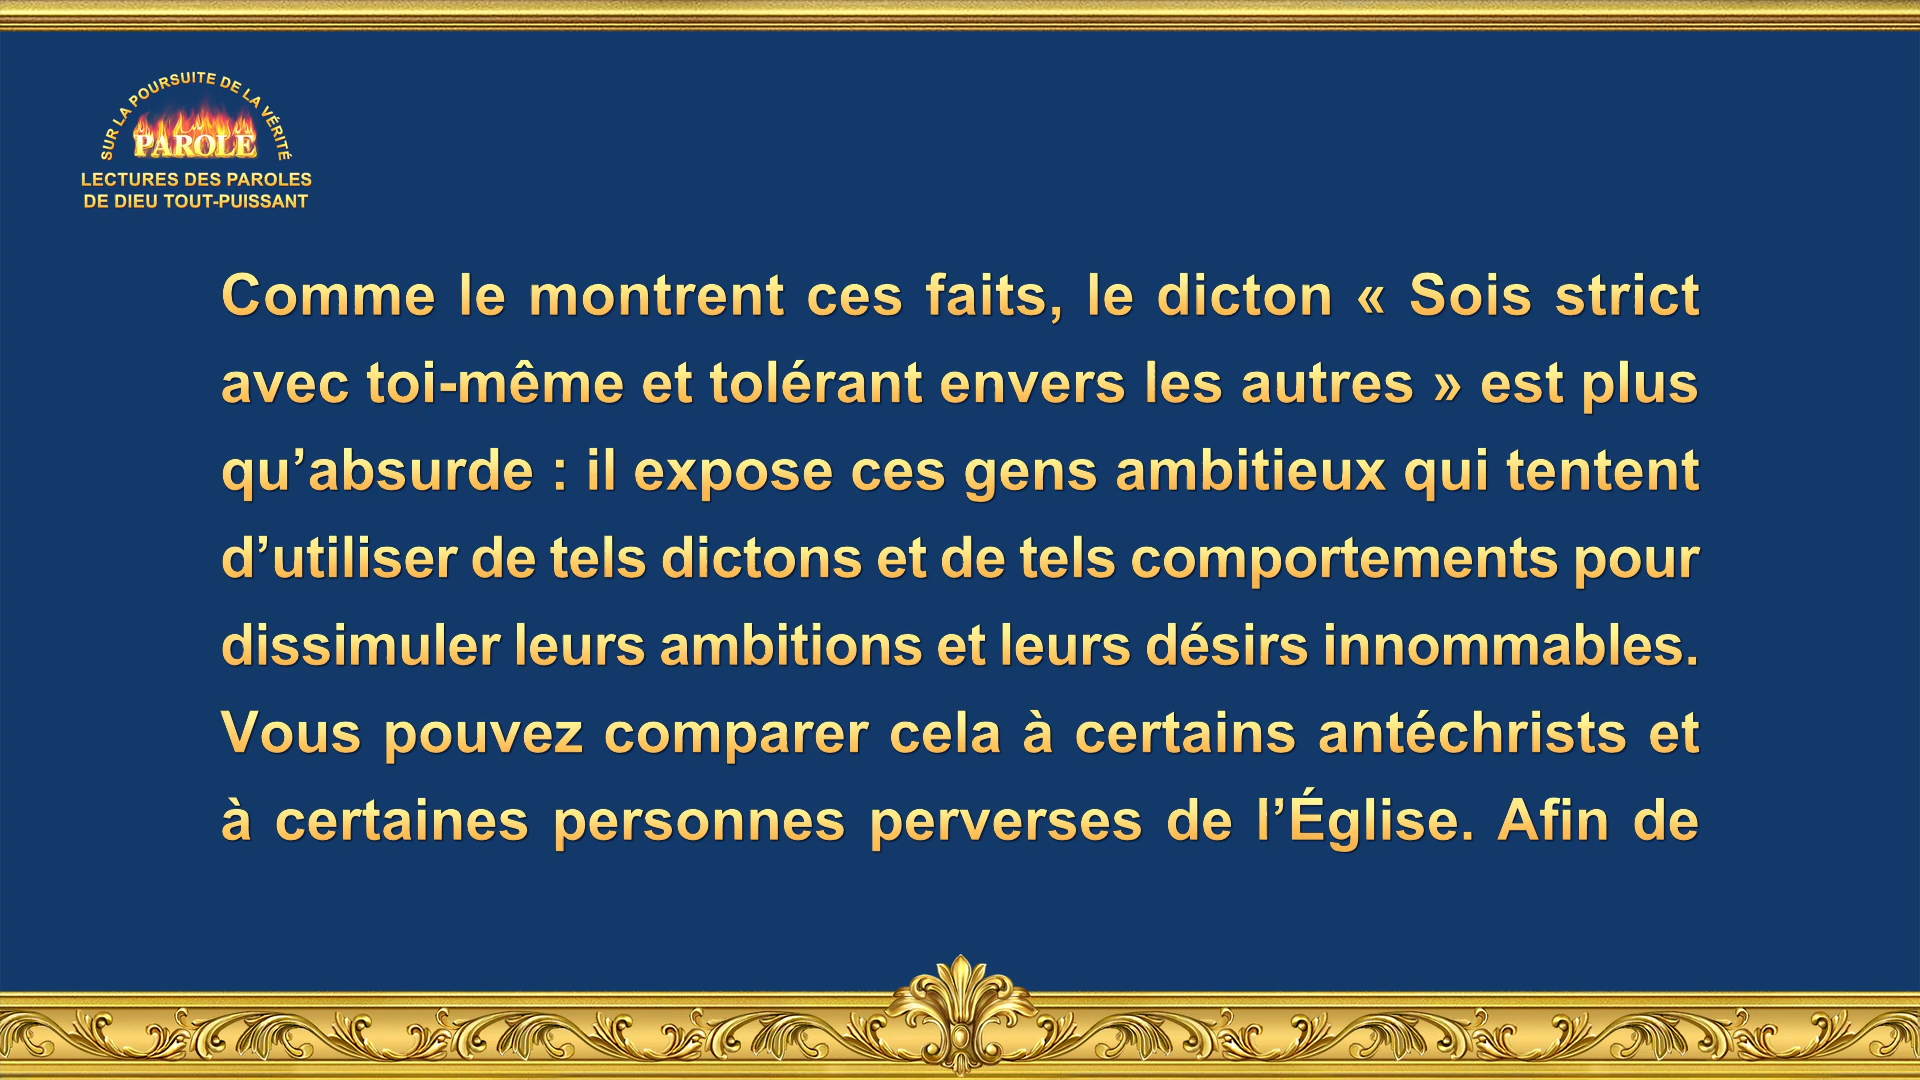 SUR LA POURSUITE DE LA VÉRITÉ
PAROLE
LECTURES DES PAROLES
DE DIEU TOUT-PUISSANT
Comme le montrent ces faits, le dicton « Sois strict
avec toi-même et tolérant envers les autres » est plus
qu’absurde : il expose ces gens ambitieux qui tentent
d’utiliser de tels dictons et de tels comportements pour
dissimuler leurs ambitions et leurs désirs innommables.
Vous pouvez comparer cela à certains antéchrists et
à certaines personnes perverses de l’Église. Afin de